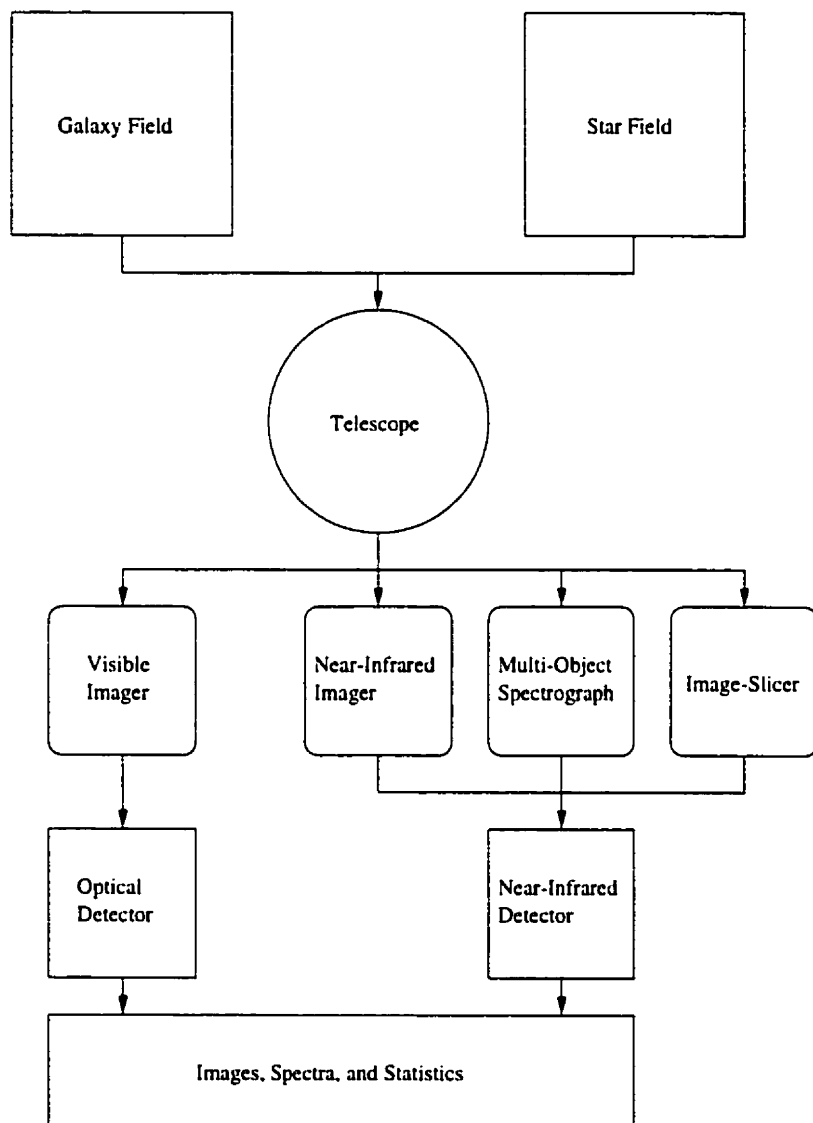 Galaxy Field
Star Field
Telescope
Visible
Imager
Near-Infrared
Imager
Multi-Object
Spectrograph
Image-Slicer
Optical
Detector
Near-Infrared
Detector
Images, Spectra, and Statistics